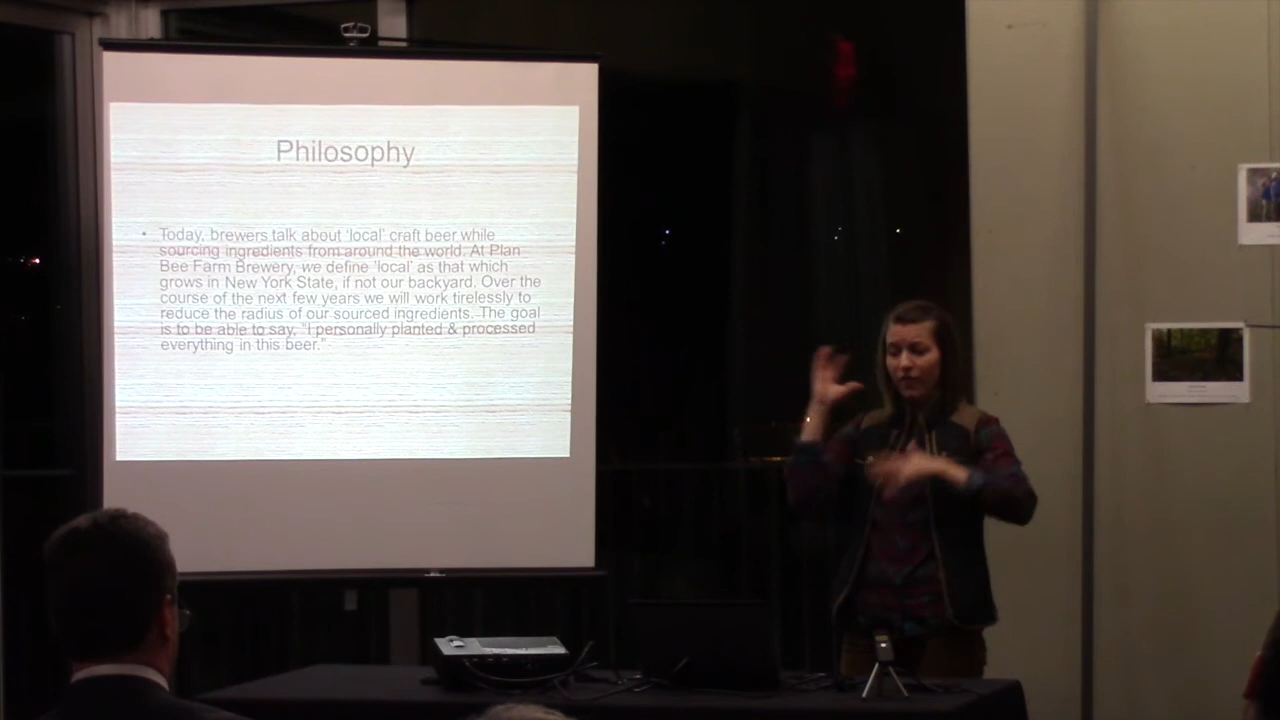 Philosophy
• Today, brewers talk about 'local' craft beer while
sourcing ingredients from around the world. At Plan
Bee Farm Brewery, we define 'local' as that which
grows in New York State, if not our backyard. Over the
course of the next few years we will work tirelessly to
reduce the radius of our sourced ingredients. The goal
is to be able to say, "I personally planted & processed
everything in this beer."